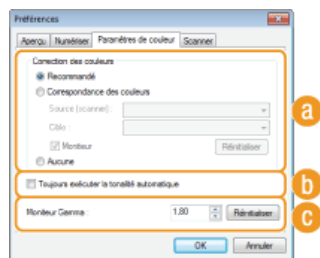 Préférences
Aperçu Numériser Paramètres de couleur Scanner
Correction des couleurs
Recommandé
Correspondance des couleurs
Source (scanner) :
Cible :
Moniteur Réinitialiser
Aucune
a
Toujours exécuter la tonalité automatique
b
Moniteur Gamma : 1,80 Réinitialiser
c
OK Annuler